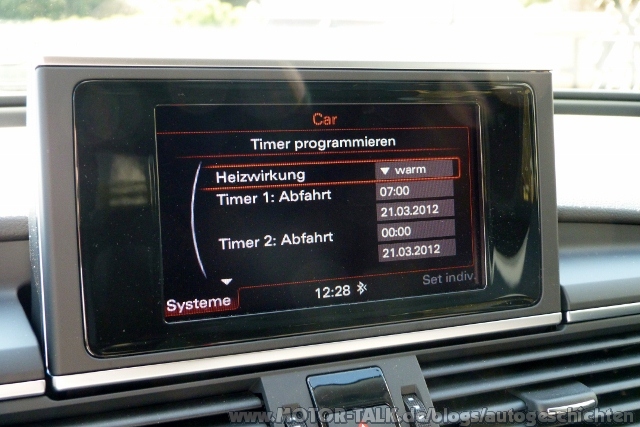 Car
Timer programmieren
Heizwirkung ▼ warm
Timer 1: Abfahrt 07:00
21.03.2012
Timer 2: Abfahrt 00:00
21.03.2012
Set indiv.
Systeme 12:28
www.MOTOR-TALK.de/blogs/autogeschichten